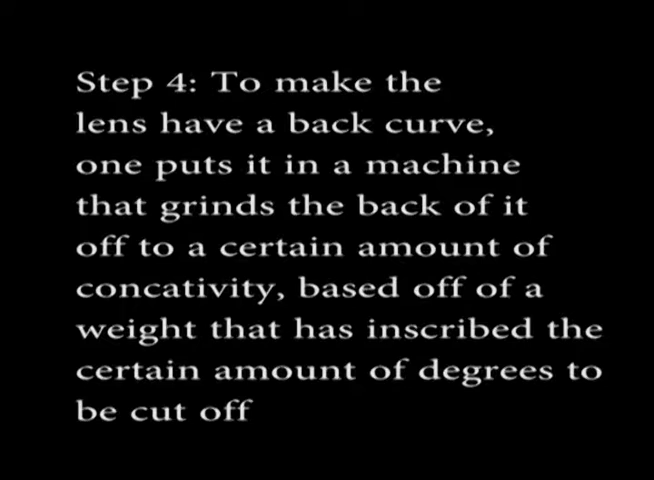 Step 4: To make the
lens have a back curve,
one puts it in a machine
that grinds the back of it
off to a certain amount of
concativity, based off of a
weight that has inscribed the
certain amount of degrees to
be cut off